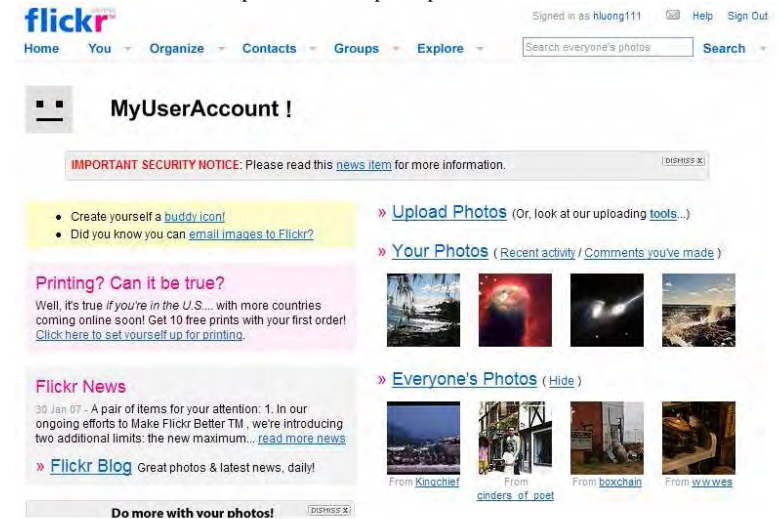 flickr
Signed in as hluong111 Help Sign Out
Home You Organize Contacts Groups Explore Search everyone's photos Search
MyUserAccount !
IMPORTANT SECURITY NOTICE: Please read this news item for more information. DISMISS X
• Create yourself a buddy icon!
• Did you know you can email images to Flickr?
Printing? Can it be true?
Well, it's true if you're in the U.S.... with more countries
coming online soon! Get 10 free prints with your first order!
Click here to set yourself up for printing.
Flickr News
30 Jan 07 - A pair of items for your attention: 1. In our
ongoing efforts to Make Flickr Better TM , we're introducing
two additional limits: the new maximum... read more news
» Flickr Blog Great photos & latest news, daily!
Do more with your photos! DISMISS X
» Upload Photos (Or, look at our uploading tools...)
» Your Photos ( Recent activity / Comments you've made )
» Everyone's Photos ( Hide )
From Kingchief
From
cinders_of_poet
From boxchain
From wwwes